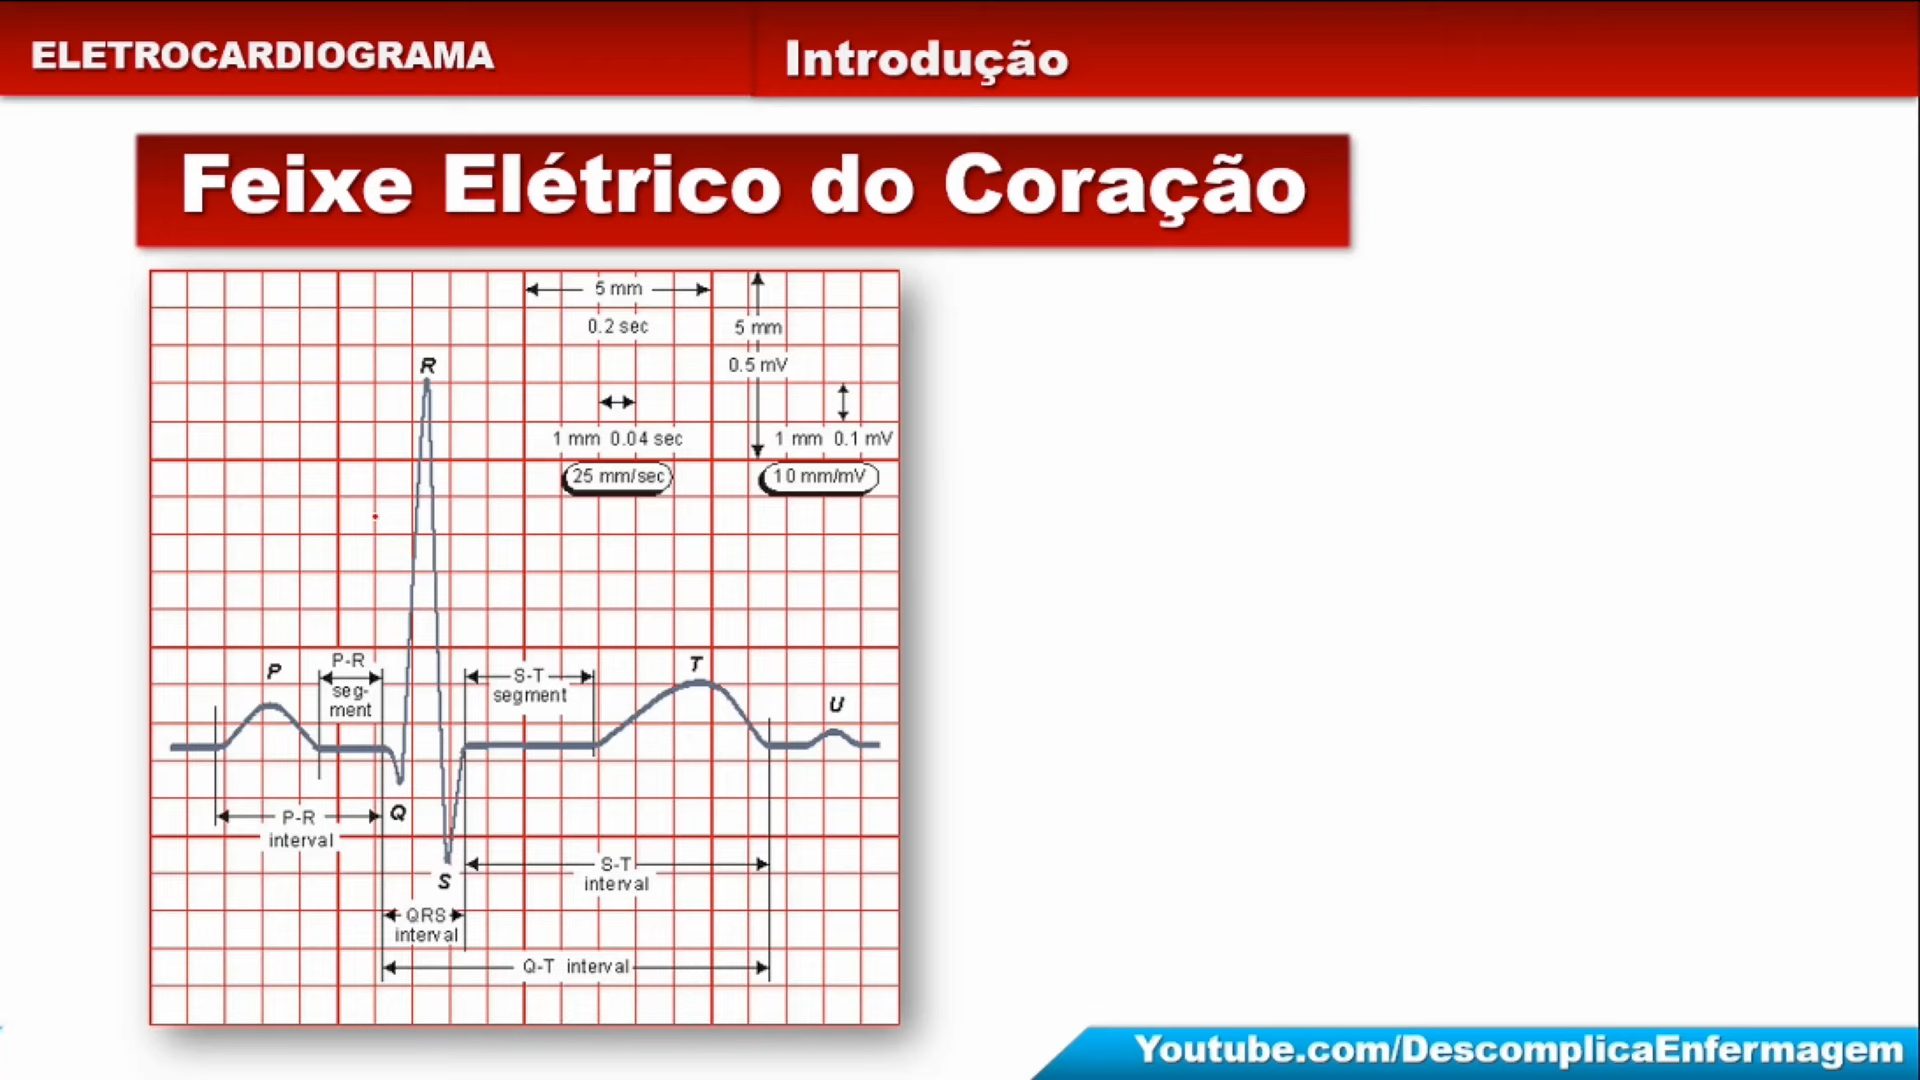 ELETROCARDIOGRAMA
Introdução
Feixe Elétrico do Coração
5 mm
0.2 sec
5 mm
0.5 mV
R
1 mm 0.04 sec
1 mm 0.1 mV
25 mm/sec
10 mm/mV
P
P-R
seg-
ment
S-T
segment
T
U
Q
P-R
interval
S
S-T
interval
QRS
interval
Q-T interval
Youtube.com/DescomplicaEnfermagem